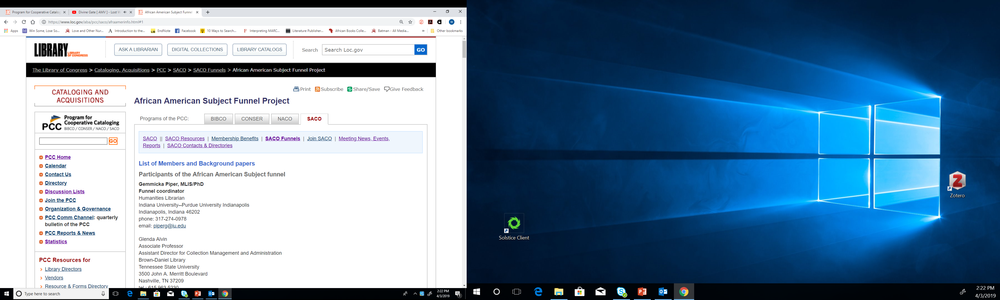 Program for Cooperative Catalog
Divine Gate [ AMV ] - Lost W
African American Subject Funnel
https://www.loc.gov/aba/pcc/saco/afraamerinfo.html#1
W
Apps
Win Some, Lose So...
Love and Other Nur...
Introduction to the...
EndNote
Facebook
10 Ways to Search...
Interpreting MARC...
Literature Publisher...
African Books Colle...
Batman - All Media...
»
Other bookmarks
LIBRARY OF CONGRESS
ASK A LIBRARIAN
DIGITAL COLLECTIONS
LIBRARY CATALOGS
Search
Search Loc.gov
GO
The Library of Congress > Cataloging, Acquisitions > PCC > SACO > SACO Funnels > African American Subject Funnel Project
CATALOGING AND
ACQUISITIONS
Program for
Cooperative Cataloging
PCC BIBCO / CONSER / NACO / SACO
GO
PCC Home
Calendar
Contact Us
Directory
Discussion Lists
Join the PCC
Organization & Governance
PCC Comm Channel: quarterly
bulletin of the PCC
PCC Reports & News
Statistics
PCC Resources for
Library Directors
Vendors
Resource & Forms Directory
Print
Subscribe
Share/Save
Give Feedback
African American Subject Funnel Project
Programs of the PCC:
BIBCO
CONSER
NACO
SACO
SACO || SACO Resources | Membership Benefits | SACO Funnels | Join SACO | Meeting News, Events,
Reports | SACO Contacts & Directories
List of Members and Background papers
Participants of the African American Subject funnel
Gemmicka Piper, MLIS/PhD
Funnel coordinator
Humanities Librarian
Indiana University--Purdue University Indianapolis
Indianapolis, Indiana 46202
phone: 317-274-0978
email: piperg@iu.edu
Glenda Alvin
Associate Professor
Assistant Director for Collection Management and Administration
Brown-Daniel Library
Tennessee State University
3500 John A. Merritt Boulevard
Nashville, TN 37209
tel.: 615 963 5230
Type here to search
2:22 PM
4/3/2019
1
Solstice Client
Z
Zotero
2:22 PM
4/3/2019